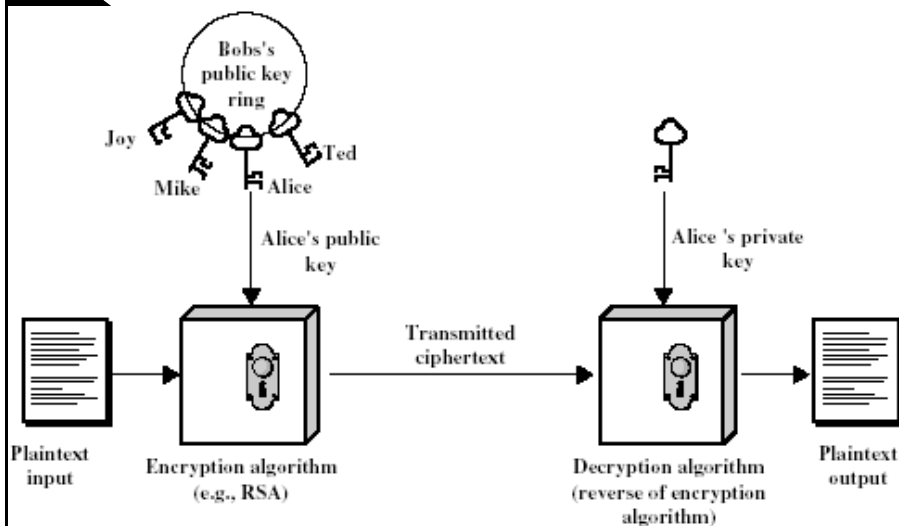 Bobs's
public key
ring
Joy
Ted
Mike
Alice
Alice's public
key
Alice 's private
key
Transmitted
ciphertext
Plaintext
input
Encryption algorithm
(e.g., RSA)
Decryption algorithm
(reverse of encryption
algorithm)
Plaintext
output